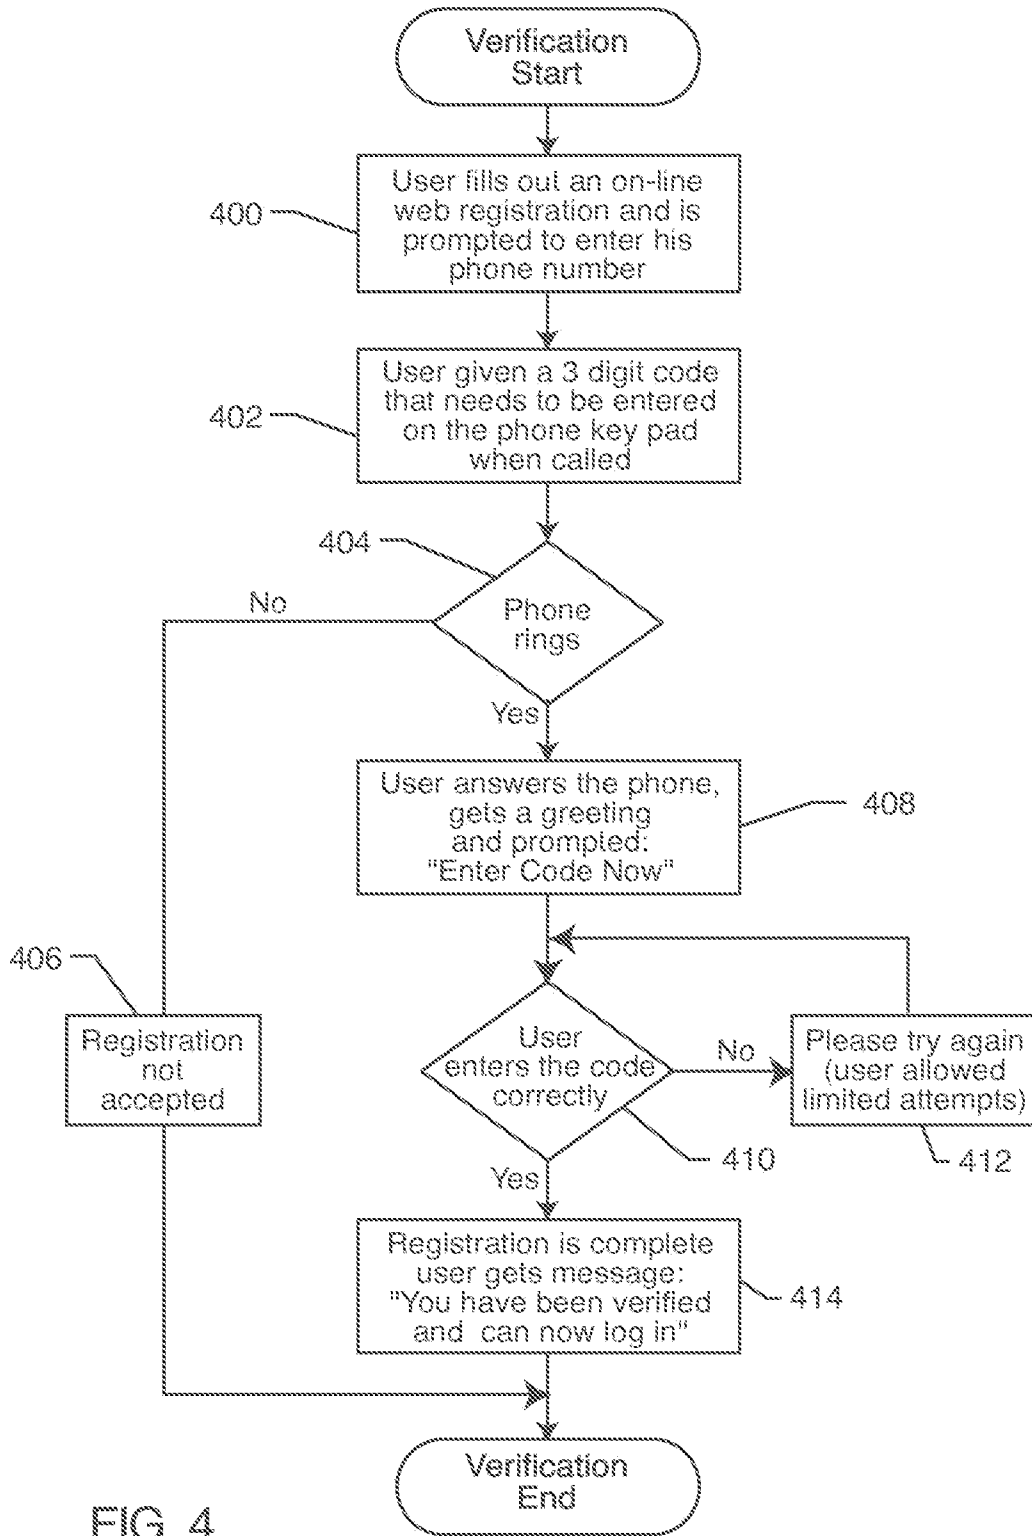 Verification
Start
400
User fills out an on-line
web registration and is
prompted to enter his
phone number
402
User given a 3 digit code
that needs to be entered
on the phone key pad
when called
404
Phone
rings
No
Yes
User answers the phone,
gets a greeting
and prompted:
"Enter Code Now"
408
406
Registration
not
accepted
User
enters the code
correctly
No
Please try again
(user allowed
limited attempts)
410
412
Yes
Registration is complete
user gets message:
"You have been verified
and can now log in"
414
Verification
End
FIG. 4